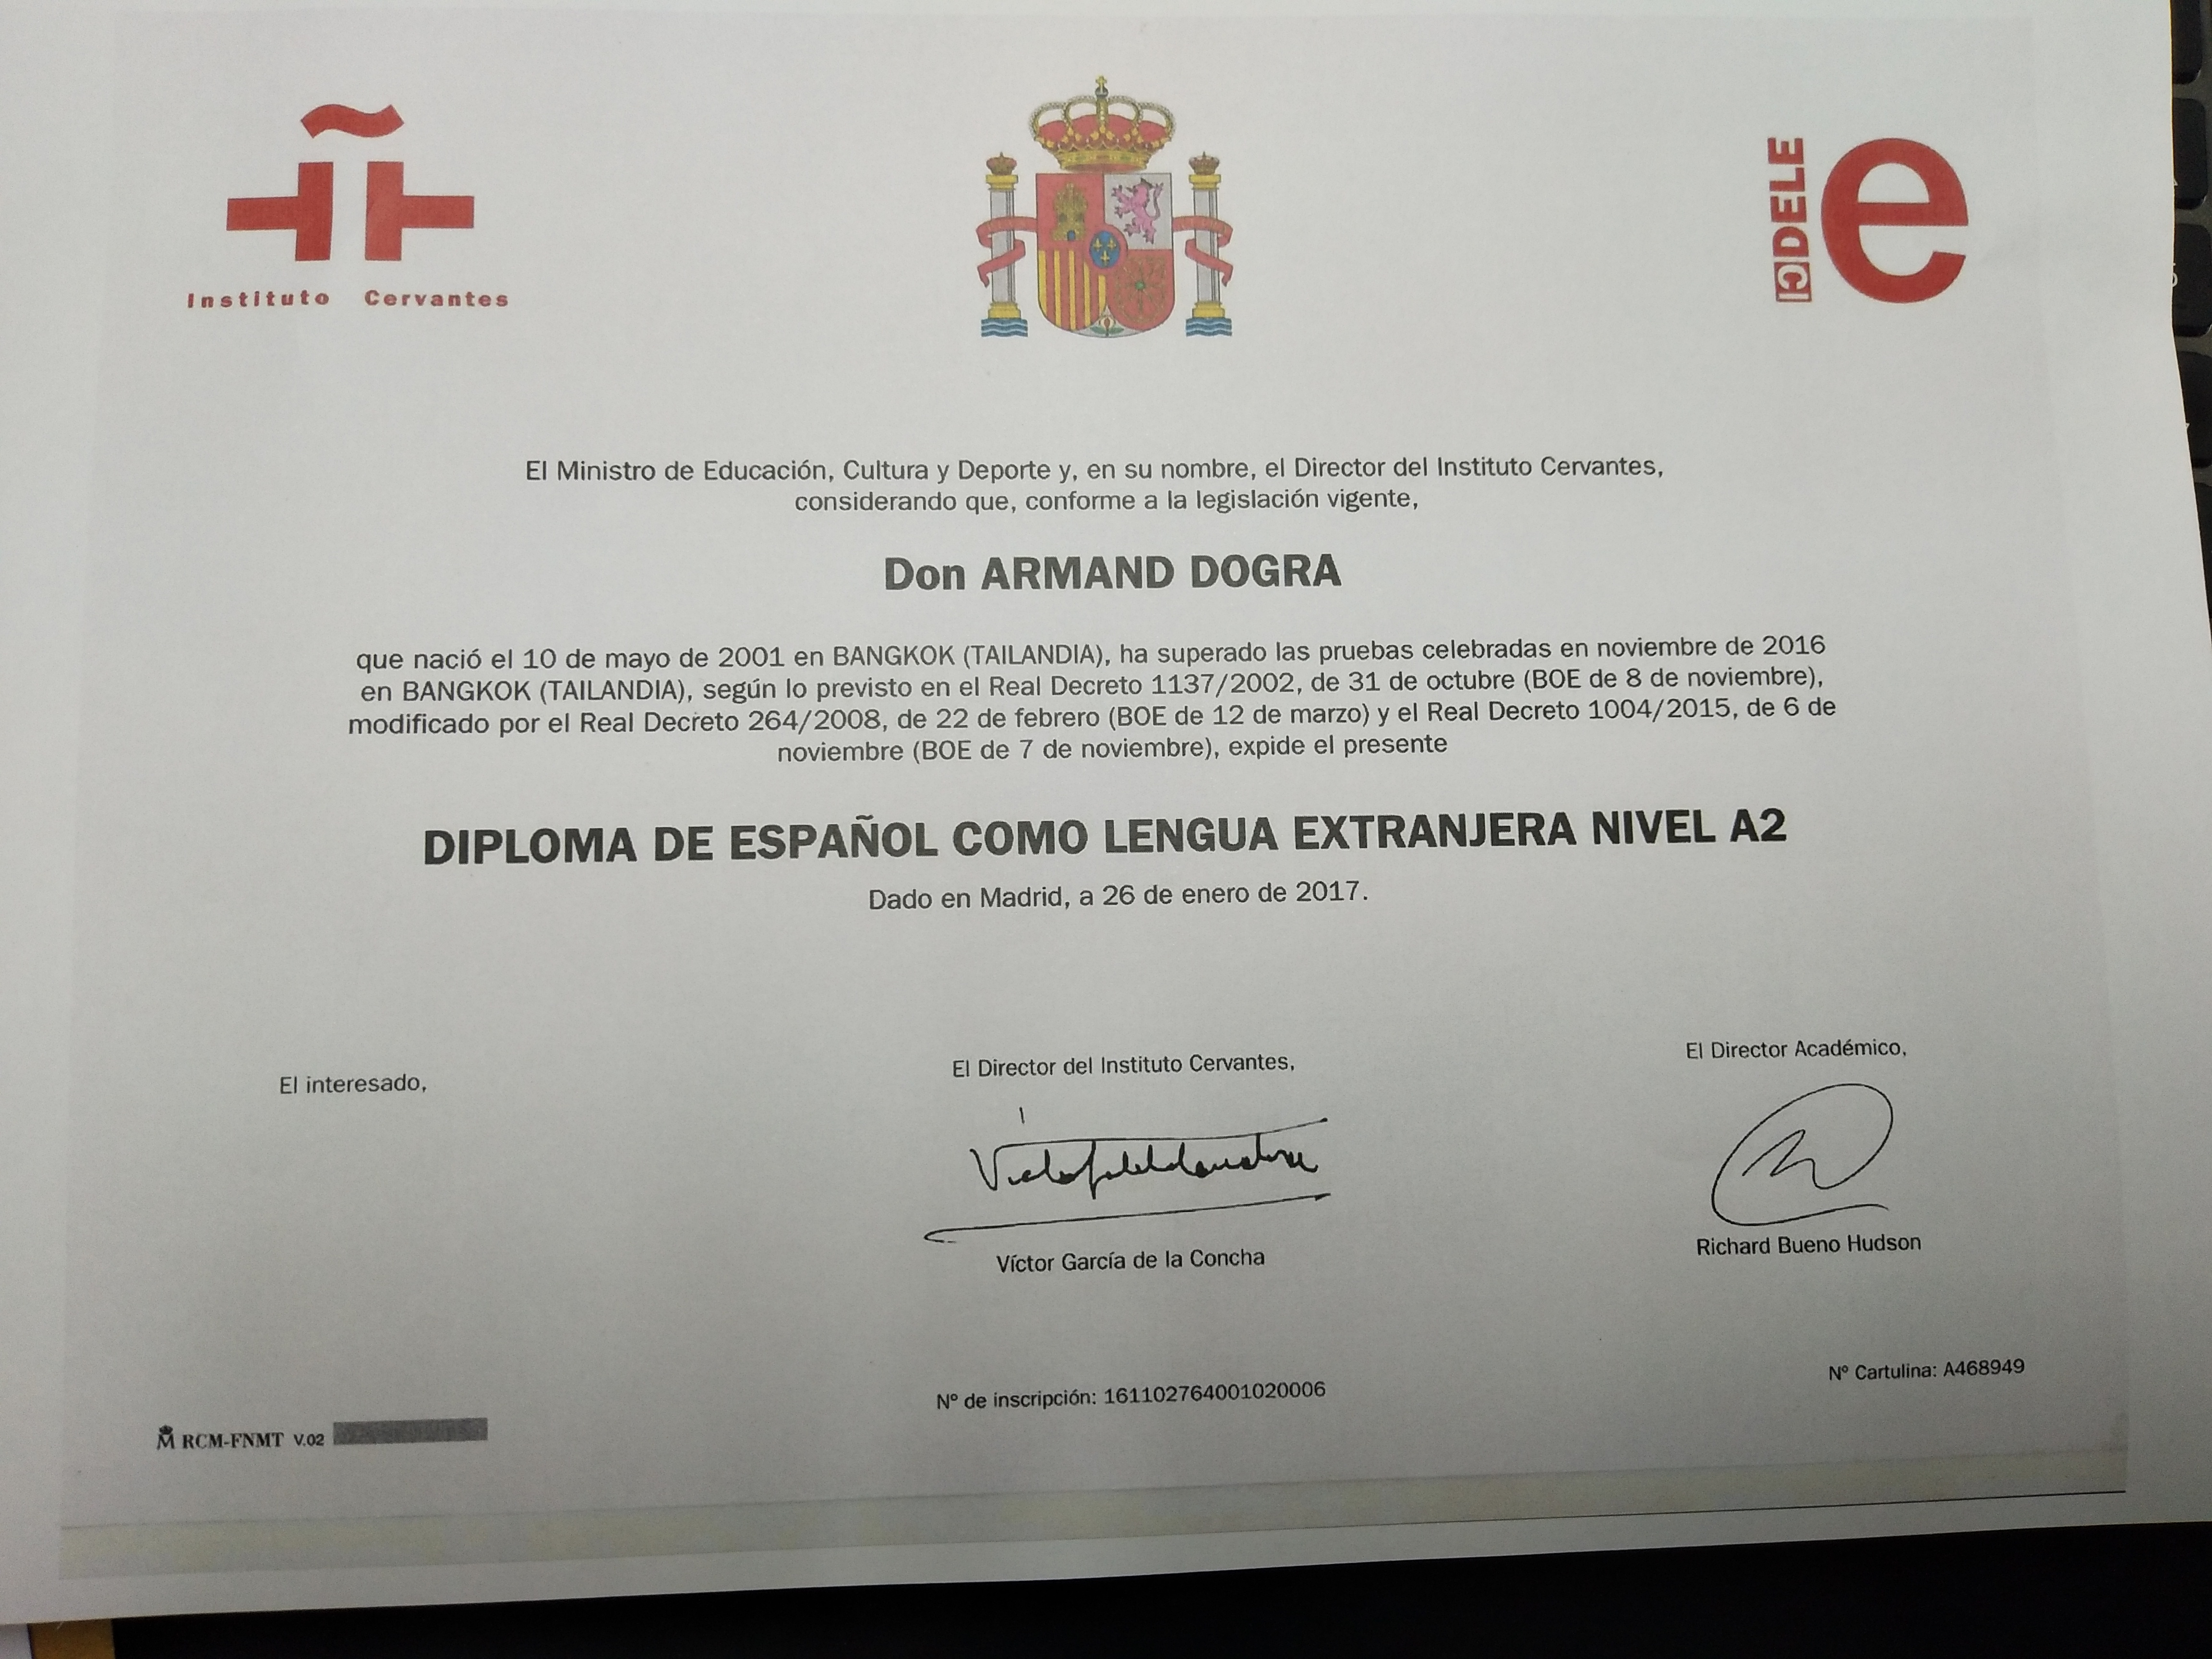 Instituto Cervantes
DELE
e
El Ministro de Educación, Cultura y Deporte y, en su nombre, el Director del Instituto Cervantes,
considerando que, conforme a la legislación vigente,
Don ARMAND DOGRA
que nació el 10 de mayo de 2001 en BANGKOK (TAILANDIA), ha superado las pruebas celebradas en noviembre de 2016
en BANGKOK (TAILANDIA), según lo previsto en el Real Decreto 1137/2002, de 31 de octubre (BOE de 8 de noviembre),
modificado por el Real Decreto 264/2008, de 22 de febrero (BOE de 12 de marzo) y el Real Decreto 1004/2015, de 6 de
noviembre (BOE de 7 de noviembre), expide el presente
DIPLOMA DE ESPAÑOL COMO LENGUA EXTRANJERA NIVEL A2
Dado en Madrid, a 26 de enero de 2017.
El interesado,
El Director del Instituto Cervantes,
El Director Académico,
Víctor García de la Concha
Richard Bueno Hudson
Nº de inscripción: 161102764001020006
Nº Cartulina: A468949
M RCM-FNMT V.02